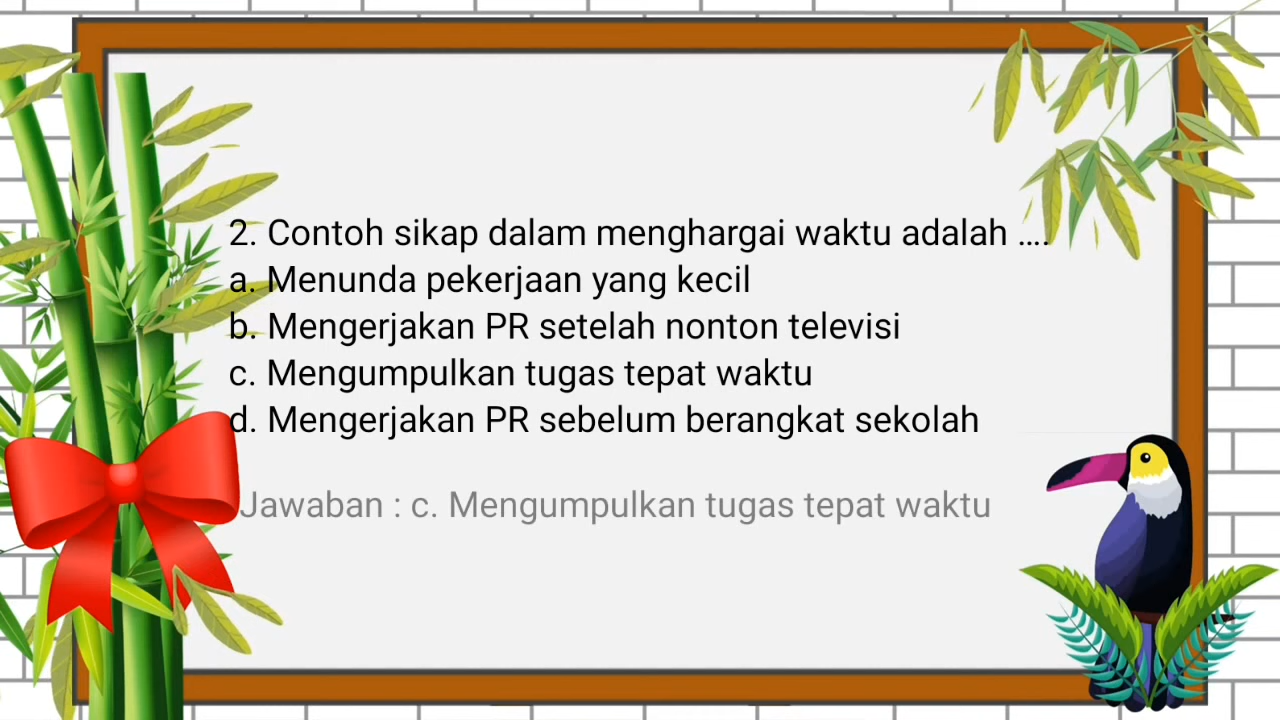 2. Contoh sikap dalam menghargai waktu adalah ....
a. Menunda pekerjaan yang kecil
b. Mengerjakan PR setelah nonton televisi
c. Mengumpulkan tugas tepat waktu
d. Mengerjakan PR sebelum berangkat sekolah
Jawaban : c. Mengumpulkan tugas tepat waktu